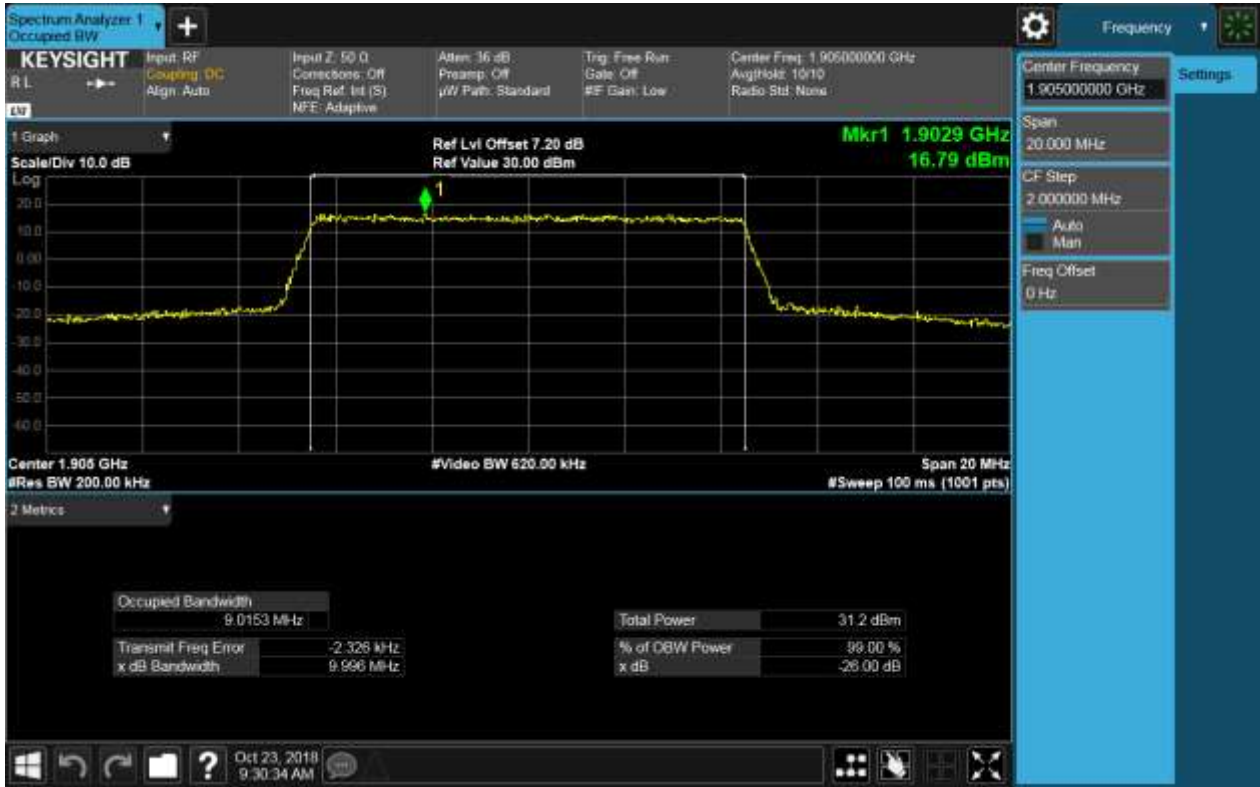 Spectrum Analyzer 1
Occupied BW
+
Frequency
KEYSIGHT
R L
LXI
Input: RF
Coupling: DC
Align: Auto
Input Z: 50 Ω
Corrections: Off
Freq Ref: Int (S)
NFE: Adaptive
Atten: 36 dB
Preamp: Off
µW Path: Standard
Trig: Free Run
Gate: Off
#IF Gain: Low
Center Freq: 1.905000000 GHz
Avg|Hold: 10/10
Radio Std: None
Center Frequency
1.905000000 GHz
Settings
Span
20.000 MHz
CF Step
2.000000 MHz
Auto
Man
Freq Offset
0 Hz
1 Graph
Scale/Div 10.0 dB
Log
Ref Lvl Offset 7.20 dB
Ref Value 30.00 dBm
Mkr1 1.9029 GHz
16.79 dBm
1
20.0
10.0
0.00
-10.0
-20.0
-30.0
-40.0
-50.0
-60.0
Center 1.905 GHz
#Res BW 200.00 kHz
#Video BW 620.00 kHz
Span 20 MHz
#Sweep 100 ms (1001 pts)
2 Metrics
Occupied Bandwidth
9.0153 MHz
Transmit Freq Error -2.326 kHz
x dB Bandwidth 9.996 MHz
Total Power 31.2 dBm
% of OBW Power 99.00 %
x dB -26.00 dB
?
Oct 23, 2018
9:30:34 AM